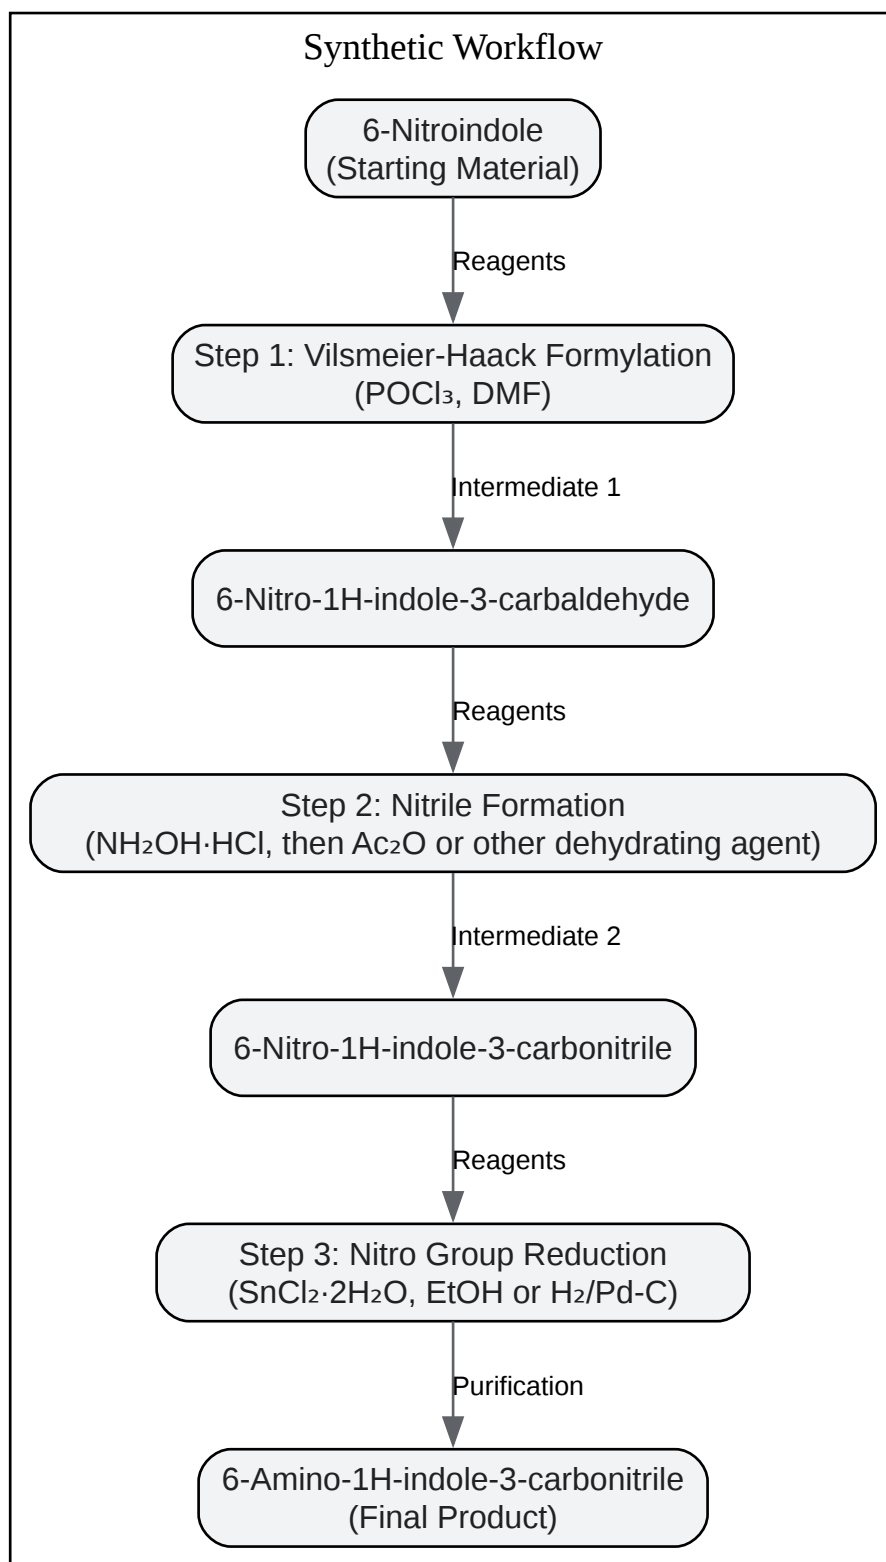 Synthetic Workflow
6-Nitroindole
(Starting Material)
Reagents
Step 1: Vilsmeier-Haack Formylation
(POCl₃, DMF)
Intermediate 1
6-Nitro-1H-indole-3-carbaldehyde
Reagents
Step 2: Nitrile Formation
(NH₂OH·HCl, then Ac₂O or other dehydrating agent)
Intermediate 2
6-Nitro-1H-indole-3-carbonitrile
Reagents
Step 3: Nitro Group Reduction
(SnCl₂·2H₂O, EtOH or H₂/Pd-C)
Purification
6-Amino-1H-indole-3-carbonitrile
(Final Product)